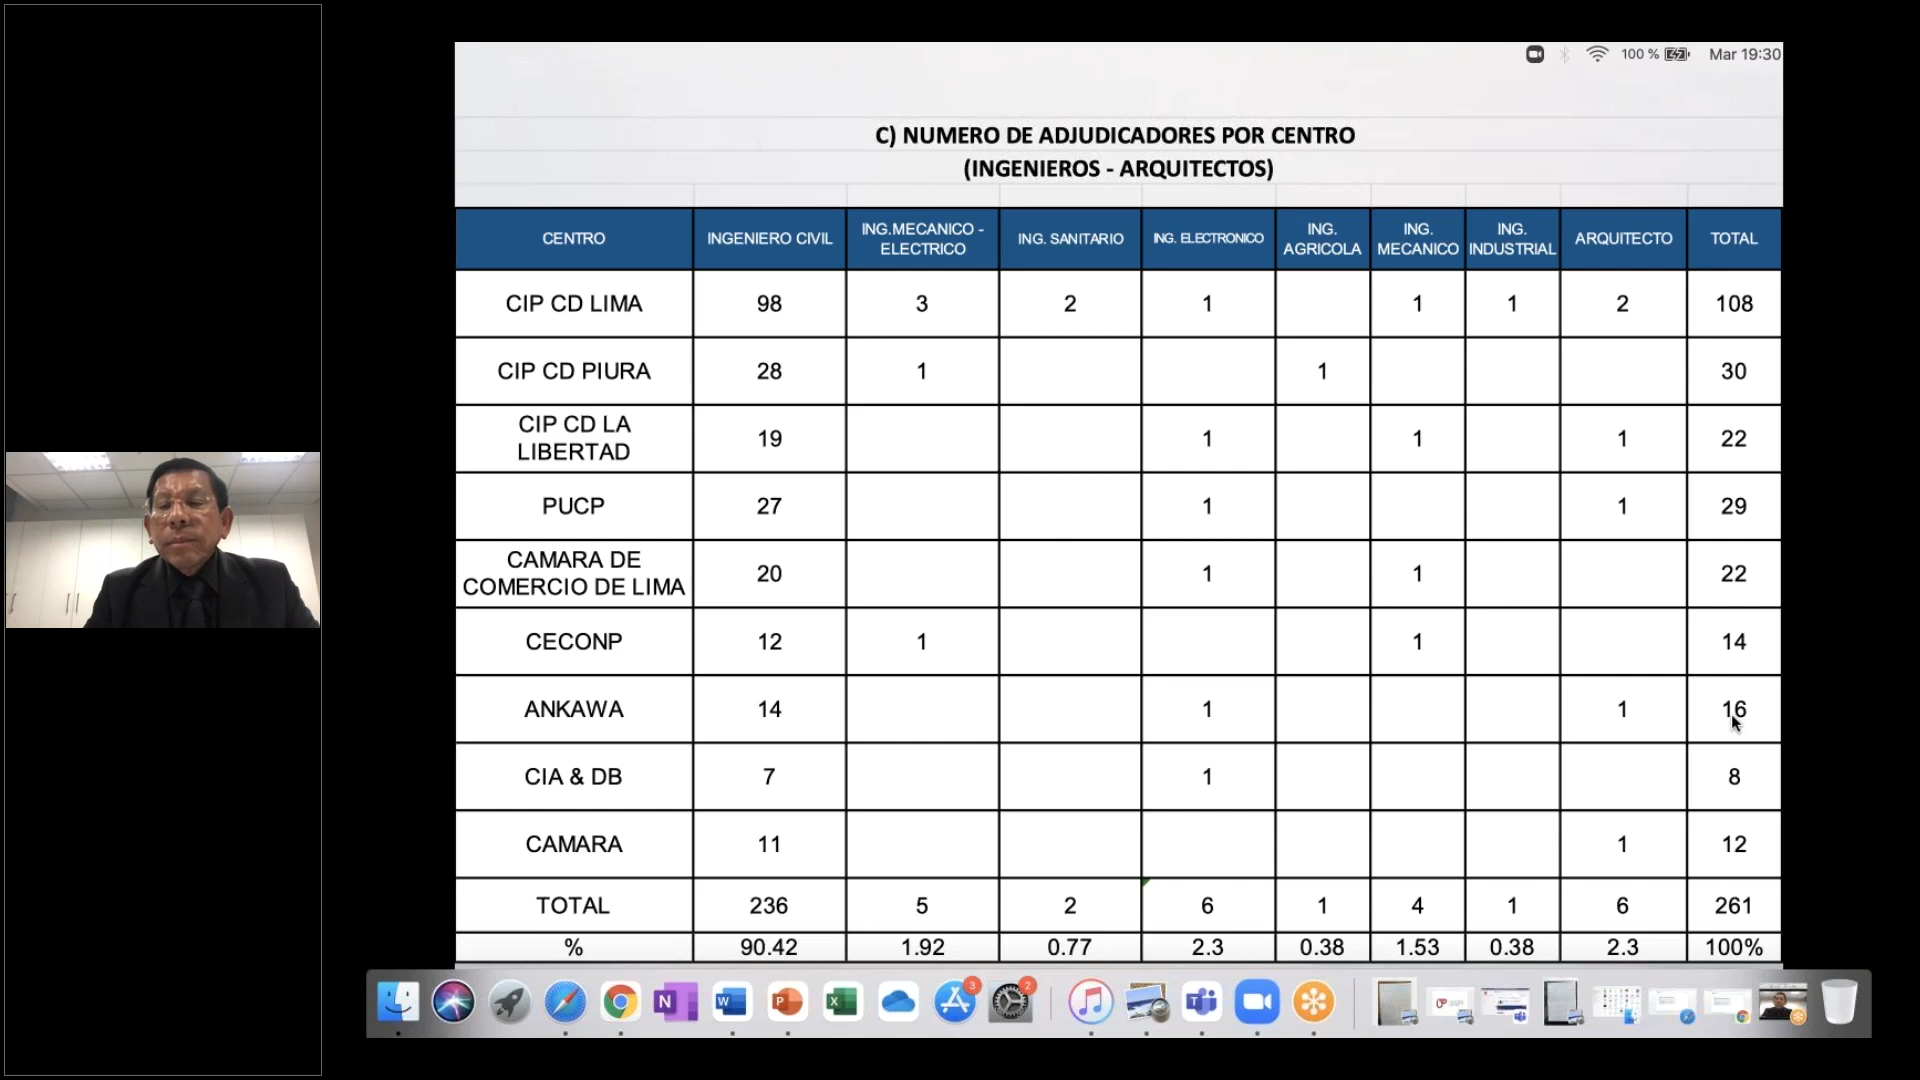 100 % Mar 19:30
C) NUMERO DE ADJUDICADORES POR CENTRO
(INGENIEROS - ARQUITECTOS)
CENTRO INGENIERO CIVIL ING.MECANICO - ELECTRICO ING. SANITARIO ING. ELECTRONICO ING. AGRICOLA ING. MECANICO ING. INDUSTRIAL ARQUITECTO TOTAL
CIP CD LIMA 98 3 2 1 1 1 2 108
CIP CD PIURA 28 1 1 30
CIP CD LA LIBERTAD 19 1 1 1 22
PUCP 27 1 1 29
CAMARA DE COMERCIO DE LIMA 20 1 1 22
CECONP 12 1 1 14
ANKAWA 14 1 1 16
CIA & DB 7 1 8
CAMARA 11 1 12
TOTAL 236 5 2 6 1 4 1 6 261
% 90.42 1.92 0.77 2.3 0.38 1.53 0.38 2.3 100%
N W P X 3 2 T